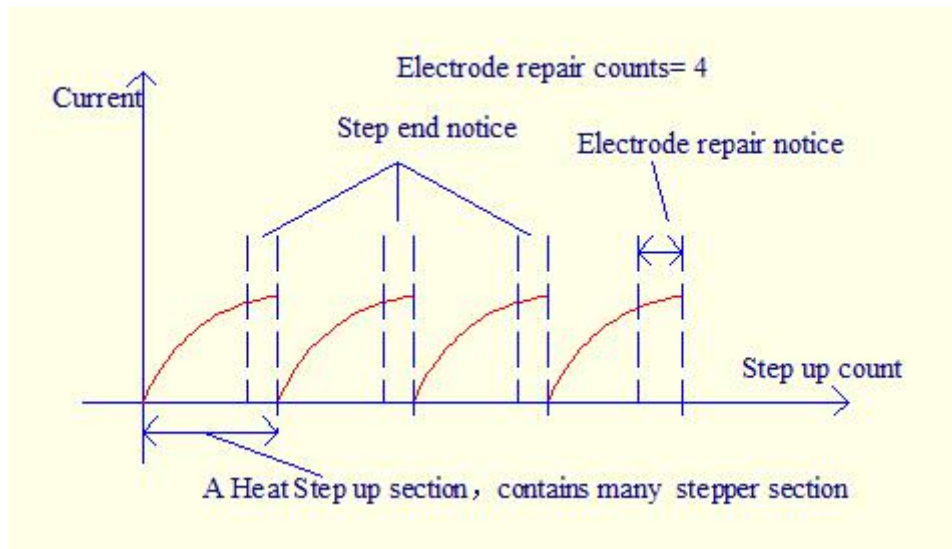 Electrode repair counts= 4
Current
Step end notice
Electrode repair notice
Step up count
A Heat Step up section，contains many stepper section